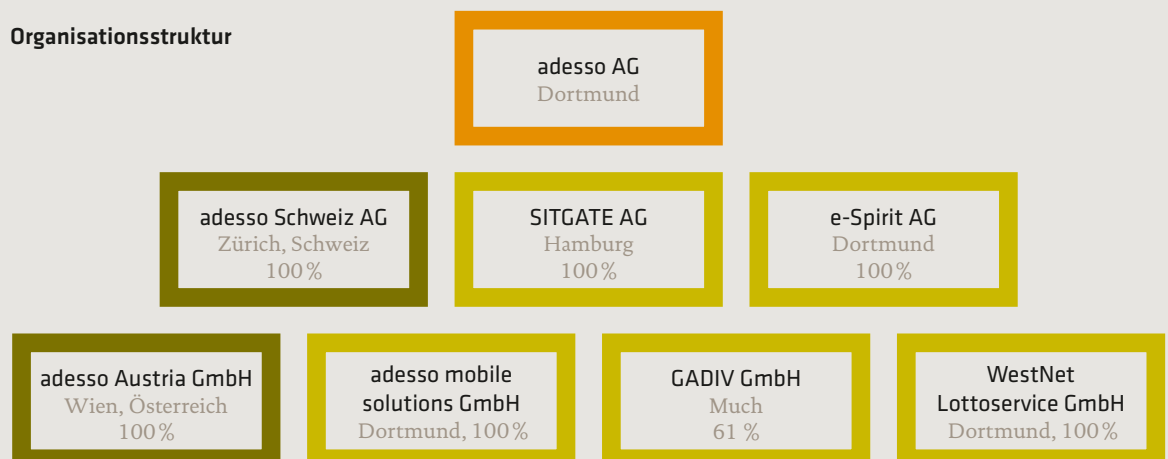 Organisationsstruktur
adesso AG
Dortmund
adesso Schweiz AG
Zürich, Schweiz
100 %
SITGATE AG
Hamburg
100 %
e-Spirit AG
Dortmund
100 %
adesso Austria GmbH
Wien, Österreich
100 %
adesso mobile
solutions GmbH
Dortmund, 100 %
GADIV GmbH
Much
61 %
WestNet
Lottoservice GmbH
Dortmund, 100 %